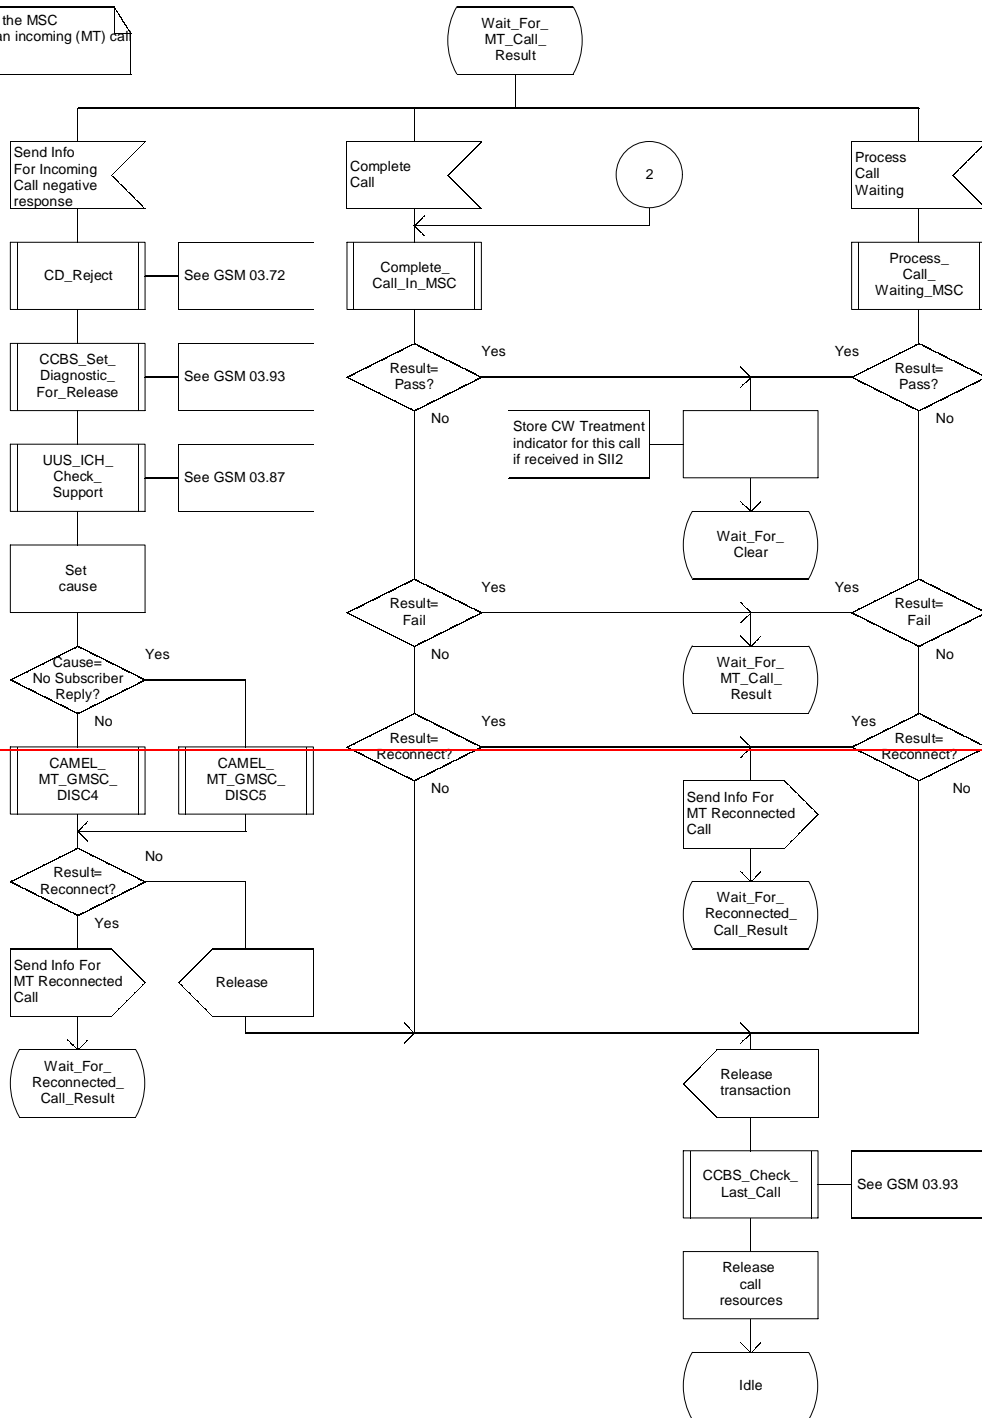 the MSC
an incoming (MT) call
Wait_For_
MT_Call_
Result
Send Info
For Incoming
Call negative
response
Complete
Call
2
Process
Call
Waiting
CD_Reject
See GSM 03.72
Complete_
Call_In_MSC
Process_
Call_
Waiting_MSC
CCBS_Set_
Diagnostic_
For_Release
See GSM 03.93
Result=
Pass?
Yes
No
Yes
Result=
Pass?
No
Store CW Treatment
indicator for this call
if received in SII2
UUS_ICH_
Check_
Support
See GSM 03.87
Wait_For_
Clear
Set
cause
Result=
Fail
Yes
No
Yes
Result=
Fail
No
Wait_For_
MT_Call_
Result
Cause=
No Subscriber
Reply?
Yes
No
Result=
Reconnect?
Yes
No
Yes
Result=
Reconnect?
No
CAMEL_
MT_GMSC_
DISC4
CAMEL_
MT_GMSC_
DISC5
Send Info For
MT Reconnected
Call
Result=
Reconnect?
No
Yes
Wait_For_
Reconnected_
Call_Result
Send Info For
MT Reconnected
Call
Release
Wait_For_
Reconnected_
Call_Result
Release
transaction
CCBS_Check_
Last_Call
See GSM 03.93
Release
call
resources
Idle